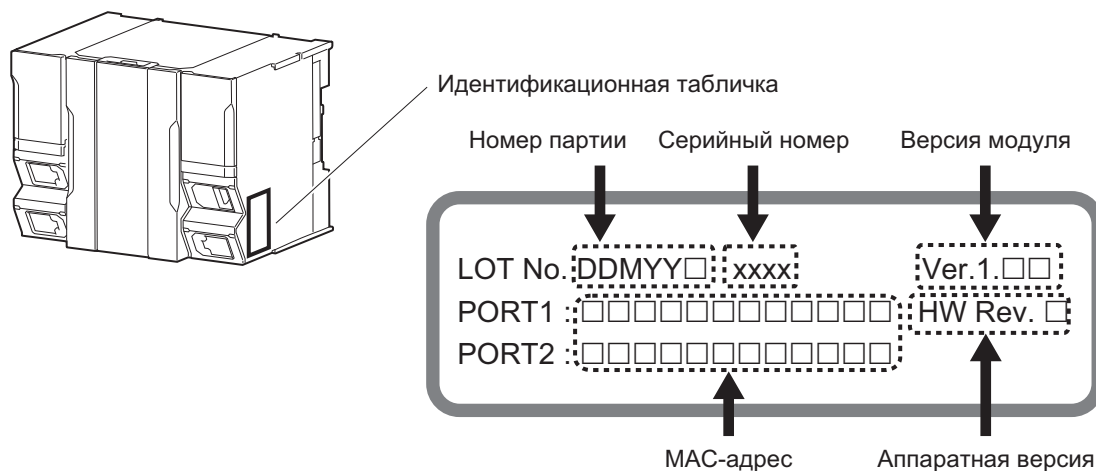 Идентификационная табличка
Номер партии Серийный номер Версия модуля
LOT No. DDMYY□ xxxx Ver.1.□□
PORT1 : □□□□□□□□□□□□ HW Rev. □
PORT2 : □□□□□□□□□□□□
MAC-адрес Аппаратная версия